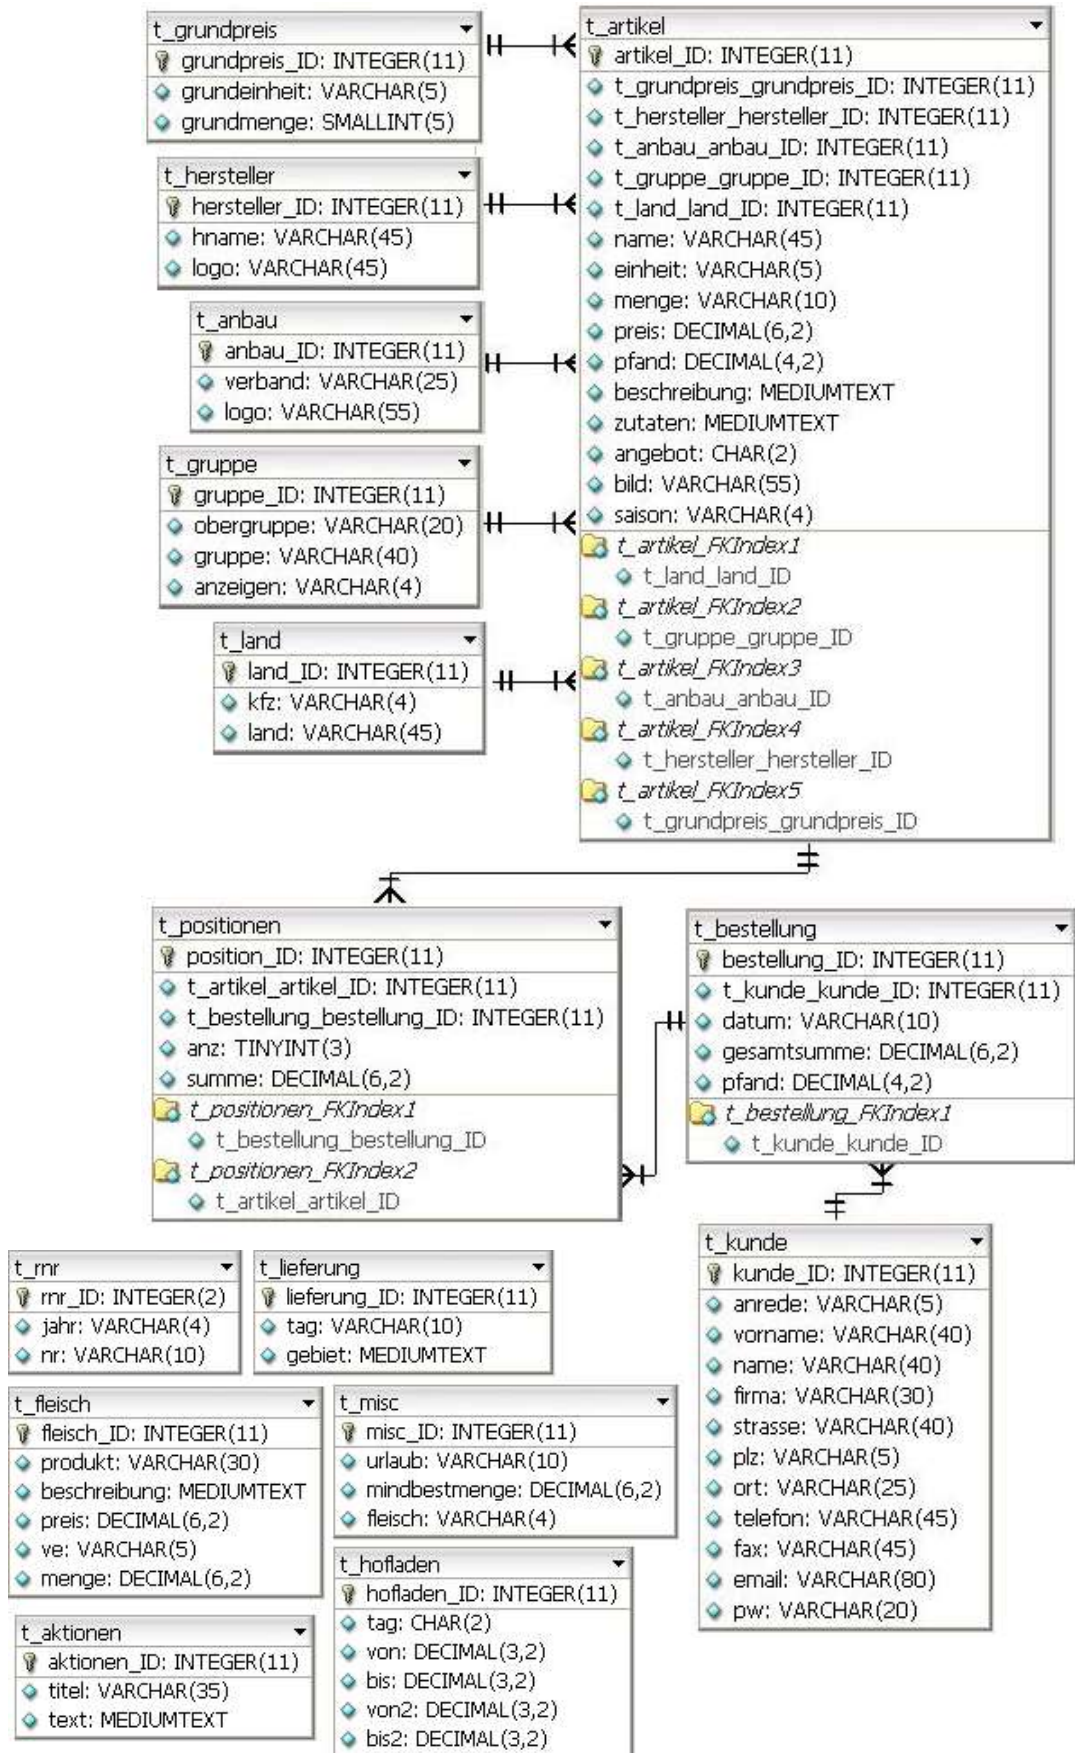 t_grundpreis
grundpreis_ID: INTEGER(11)
grundeinheit: VARCHAR(5)
grundmenge: SMALLINT(5)
t_hersteller
hersteller_ID: INTEGER(11)
hname: VARCHAR(45)
logo: VARCHAR(45)
t_anbau
anbau_ID: INTEGER(11)
verband: VARCHAR(25)
logo: VARCHAR(55)
t_gruppe
gruppe_ID: INTEGER(11)
obergruppe: VARCHAR(20)
gruppe: VARCHAR(40)
anzeigen: VARCHAR(4)
t_land
land_ID: INTEGER(11)
kfz: VARCHAR(4)
land: VARCHAR(45)
t_artikel
artikel_ID: INTEGER(11)
t_grundpreis_grundpreis_ID: INTEGER(11)
t_hersteller_hersteller_ID: INTEGER(11)
t_anbau_anbau_ID: INTEGER(11)
t_gruppe_gruppe_ID: INTEGER(11)
t_land_land_ID: INTEGER(11)
name: VARCHAR(45)
einheit: VARCHAR(5)
menge: VARCHAR(10)
preis: DECIMAL(6,2)
pfand: DECIMAL(4,2)
beschreibung: MEDIUMTEXT
zutaten: MEDIUMTEXT
angebot: CHAR(2)
bild: VARCHAR(55)
saison: VARCHAR(4)
t_artikel_FKIndex1
t_land_land_ID
t_artikel_FKIndex2
t_gruppe_gruppe_ID
t_artikel_FKIndex3
t_anbau_anbau_ID
t_artikel_FKIndex4
t_hersteller_hersteller_ID
t_artikel_FKIndex5
t_grundpreis_grundpreis_ID
t_positionen
position_ID: INTEGER(11)
t_artikel_artikel_ID: INTEGER(11)
t_bestellung_bestellung_ID: INTEGER(11)
anz: TINYINT(3)
summe: DECIMAL(6,2)
t_positionen_FKIndex1
t_bestellung_bestellung_ID
t_positionen_FKIndex2
t_artikel_artikel_ID
t_bestellung
bestellung_ID: INTEGER(11)
t_kunde_kunde_ID: INTEGER(11)
datum: VARCHAR(10)
gesamtsumme: DECIMAL(6,2)
pfand: DECIMAL(4,2)
t_bestellung_FKIndex1
t_kunde_kunde_ID
t_kunde
kunde_ID: INTEGER(11)
anrede: VARCHAR(5)
vorname: VARCHAR(40)
name: VARCHAR(40)
firma: VARCHAR(30)
strasse: VARCHAR(40)
plz: VARCHAR(5)
ort: VARCHAR(25)
telefon: VARCHAR(45)
fax: VARCHAR(45)
email: VARCHAR(80)
pw: VARCHAR(20)
t_rnr
rnr_ID: INTEGER(2)
jahr: VARCHAR(4)
nr: VARCHAR(10)
t_lieferung
lieferung_ID: INTEGER(11)
tag: VARCHAR(10)
gebiet: MEDIUMTEXT
t_fleisch
fleisch_ID: INTEGER(11)
produkt: VARCHAR(30)
beschreibung: MEDIUMTEXT
preis: DECIMAL(6,2)
ve: VARCHAR(5)
menge: DECIMAL(6,2)
t_misc
misc_ID: INTEGER(11)
urlaub: VARCHAR(10)
mindbestmenge: DECIMAL(6,2)
fleisch: VARCHAR(4)
t_aktionen
aktionen_ID: INTEGER(11)
titel: VARCHAR(35)
text: MEDIUMTEXT
t_hofladen
hofladen_ID: INTEGER(11)
tag: CHAR(2)
von: DECIMAL(3,2)
bis: DECIMAL(3,2)
von2: DECIMAL(3,2)
bis2: DECIMAL(3,2)